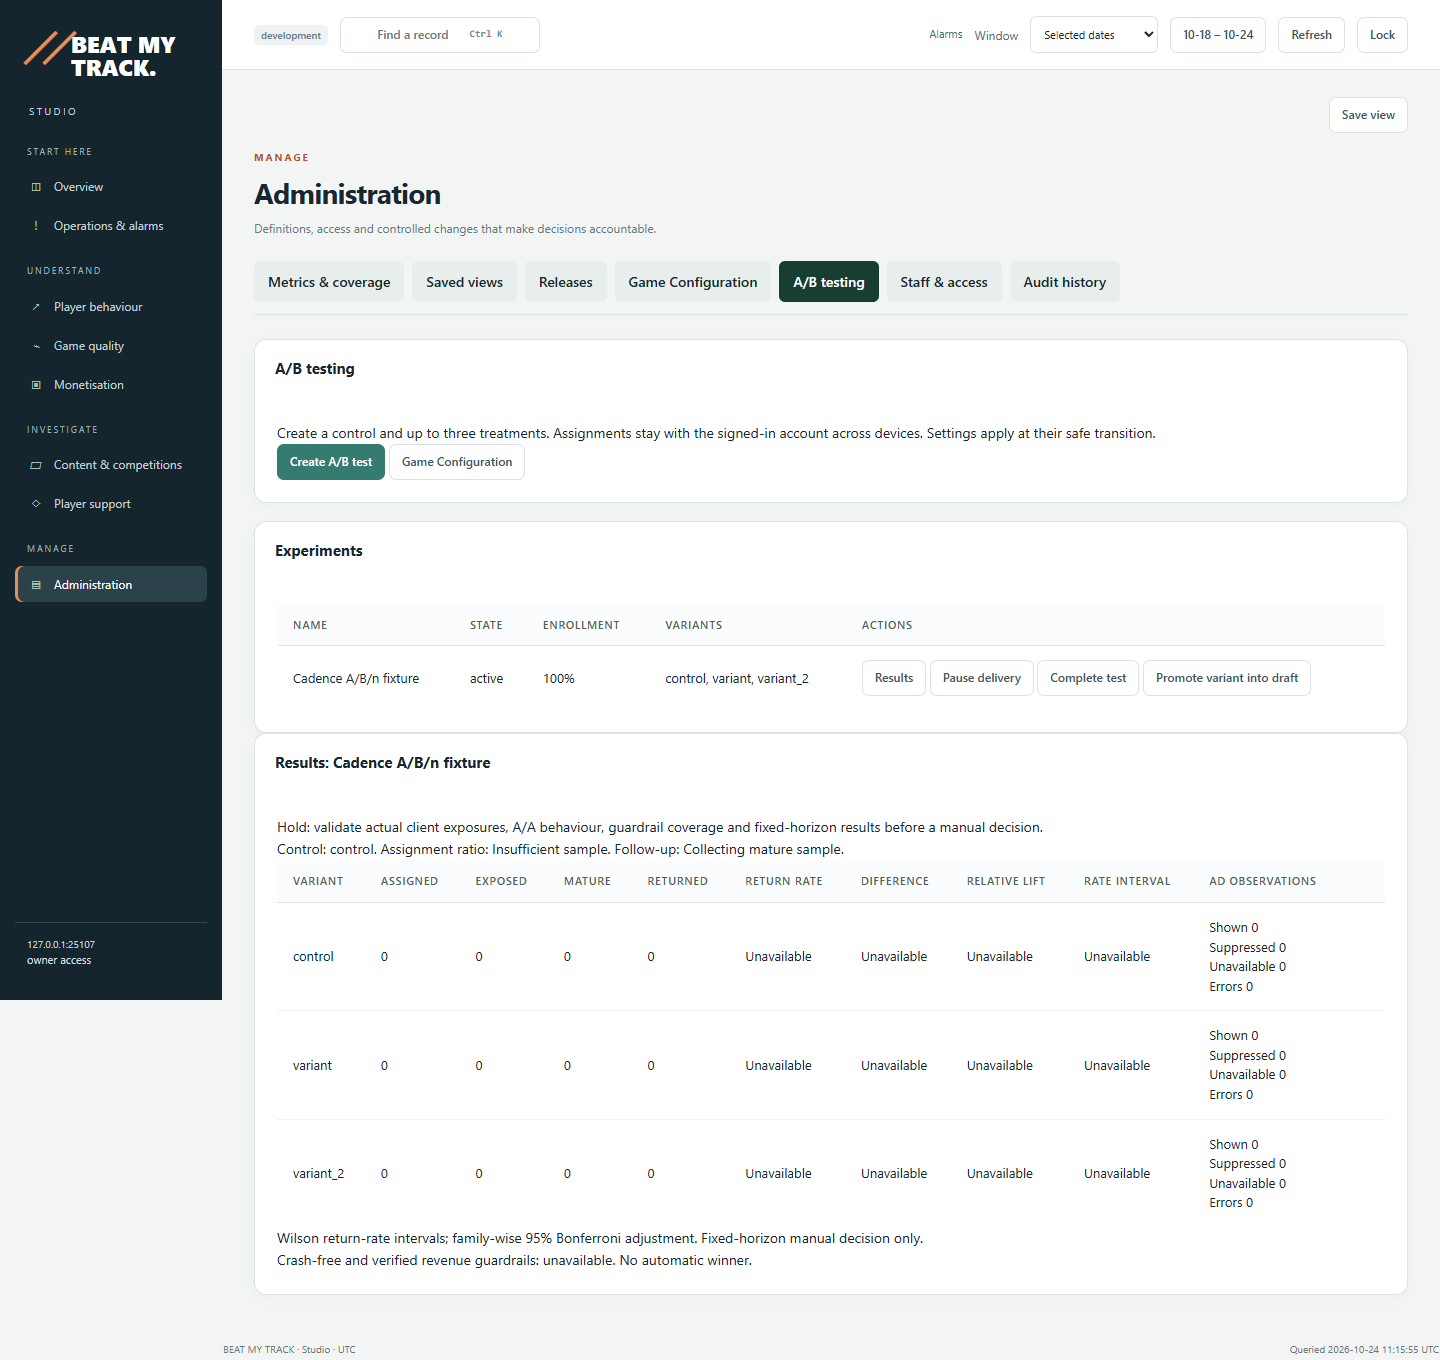 BEAT MY
TRACK.
STUDIO
START HERE
Overview
! Operations & alarms
UNDERSTAND
Player behaviour
Game quality
Monetisation
INVESTIGATE
Content & competitions
Player support
MANAGE
Administration
127.0.0.1:25107
owner access
development
Find a record Ctrl K
Alarms
Window
Selected dates
10-18 – 10-24
Refresh
Lock
Save view
MANAGE
Administration
Definitions, access and controlled changes that make decisions accountable.
Metrics & coverage
Saved views
Releases
Game Configuration
A/B testing
Staff & access
Audit history
A/B testing
Create a control and up to three treatments. Assignments stay with the signed-in account across devices. Settings apply at their safe transition.
Create A/B test
Game Configuration
Experiments
NAME STATE ENROLLMENT VARIANTS ACTIONS
Cadence A/B/n fixture active 100% control, variant, variant_2 Results Pause delivery Complete test Promote variant into draft
Results: Cadence A/B/n fixture
Hold: validate actual client exposures, A/A behaviour, guardrail coverage and fixed-horizon results before a manual decision.
Control: control. Assignment ratio: Insufficient sample. Follow-up: Collecting mature sample.
VARIANT ASSIGNED EXPOSED MATURE RETURNED RETURN RATE DIFFERENCE RELATIVE LIFT RATE INTERVAL AD OBSERVATIONS
control 0 0 0 0 Unavailable Unavailable Unavailable Unavailable
Shown 0
Suppressed 0
Unavailable 0
Errors 0
variant 0 0 0 0 Unavailable Unavailable Unavailable Unavailable
Shown 0
Suppressed 0
Unavailable 0
Errors 0
variant_2 0 0 0 0 Unavailable Unavailable Unavailable Unavailable
Shown 0
Suppressed 0
Unavailable 0
Errors 0
Wilson return-rate intervals; family-wise 95% Bonferroni adjustment. Fixed-horizon manual decision only.
Crash-free and verified revenue guardrails: unavailable. No automatic winner.
BEAT MY TRACK · Studio · UTC
Queried 2026-10-24 11:15:55 UTC